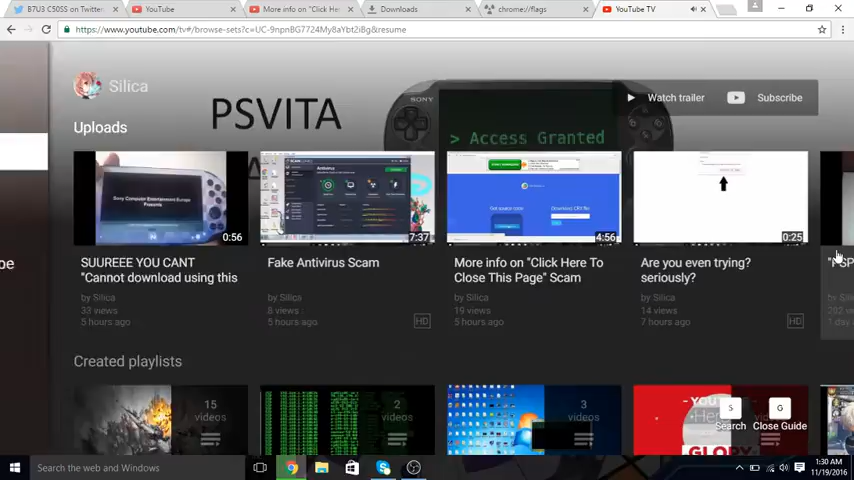 B7U3 C50SS on Twitter
YouTube
More info on "Click He
Downloads
chrome://flags
YouTube TV
https://www.youtube.com/tv#/browse-sets?c=UC-9npnBG7724My8aYbt2iBg&resume
Silica
PSVITA
SONY
> Access Granted
Watch trailer
Subscribe
Uploads
Antivirus
0:56
7:37
4:56
0:25
SUUREEE YOU CANT
"Cannot download using this
by Silica
33 views
5 hours ago
Fake Antivirus Scam
by Silica
8 views
5 hours ago
HD
More info on "Click Here To
Close This Page" Scam
by Silica
19 views
5 hours ago
Are you even trying?
seriously?
by Silica
14 views
7 hours ago
HD
Created playlists
15
videos
2
videos
3
videos
videos
S
Search
G
Close Guide
Search the web and Windows
1:30 AM
11/19/2016